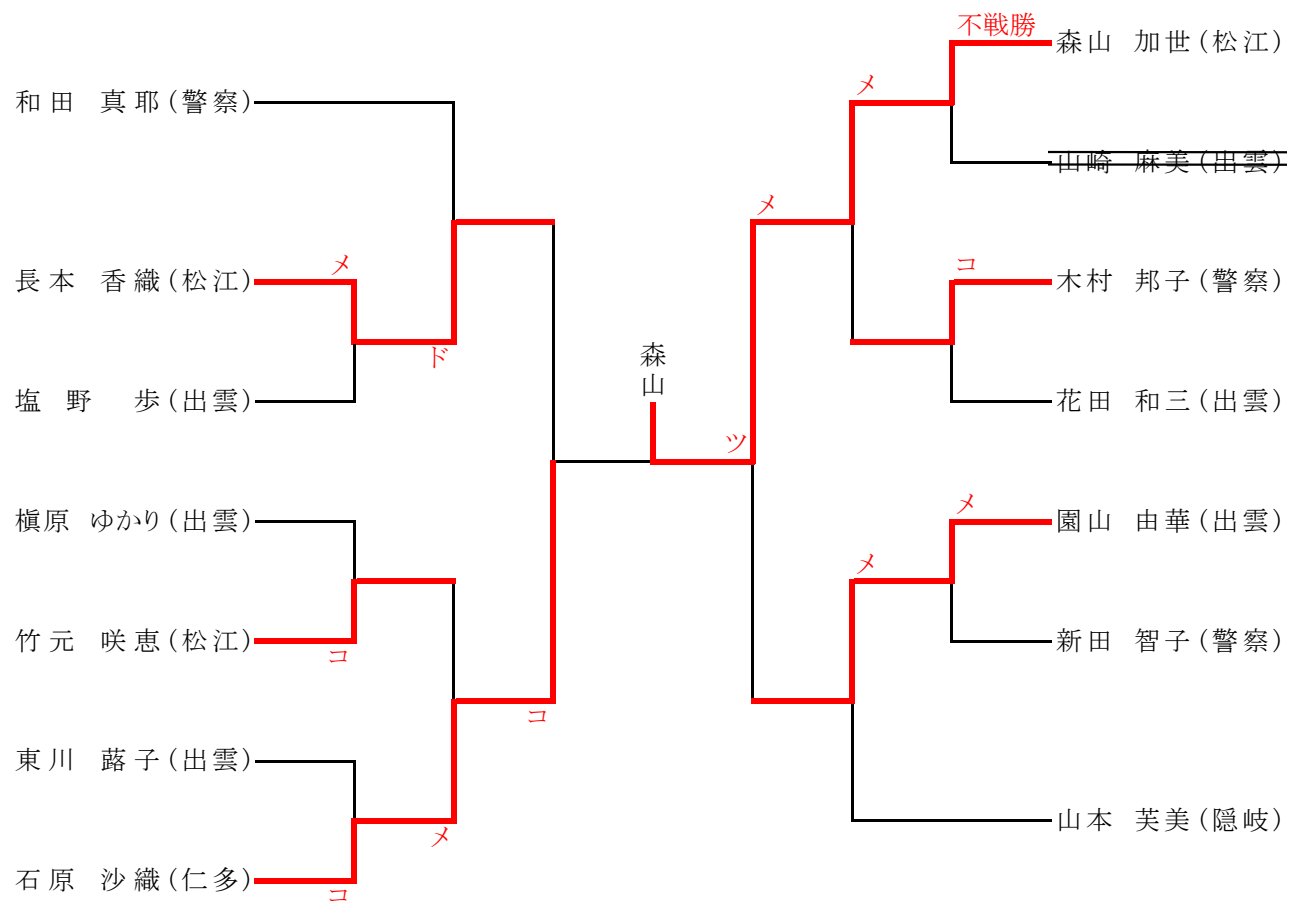 不戦勝
森山 加世(松江)
メ
和田 真耶(警察)
山崎 麻美(出雲)
メ
メ
コ
長本 香織(松江)
木村 邦子(警察)
ド
森山
塩野 歩(出雲)
花田 和三(出雲)
ツ
メ
槇原 ゆかり(出雲)
園山 由華(出雲)
メ
竹元 咲恵(松江)
新田 智子(警察)
コ
コ
東川 蕗子(出雲)
山本 芙美(隠岐)
メ
石原 沙織(仁多)
コ